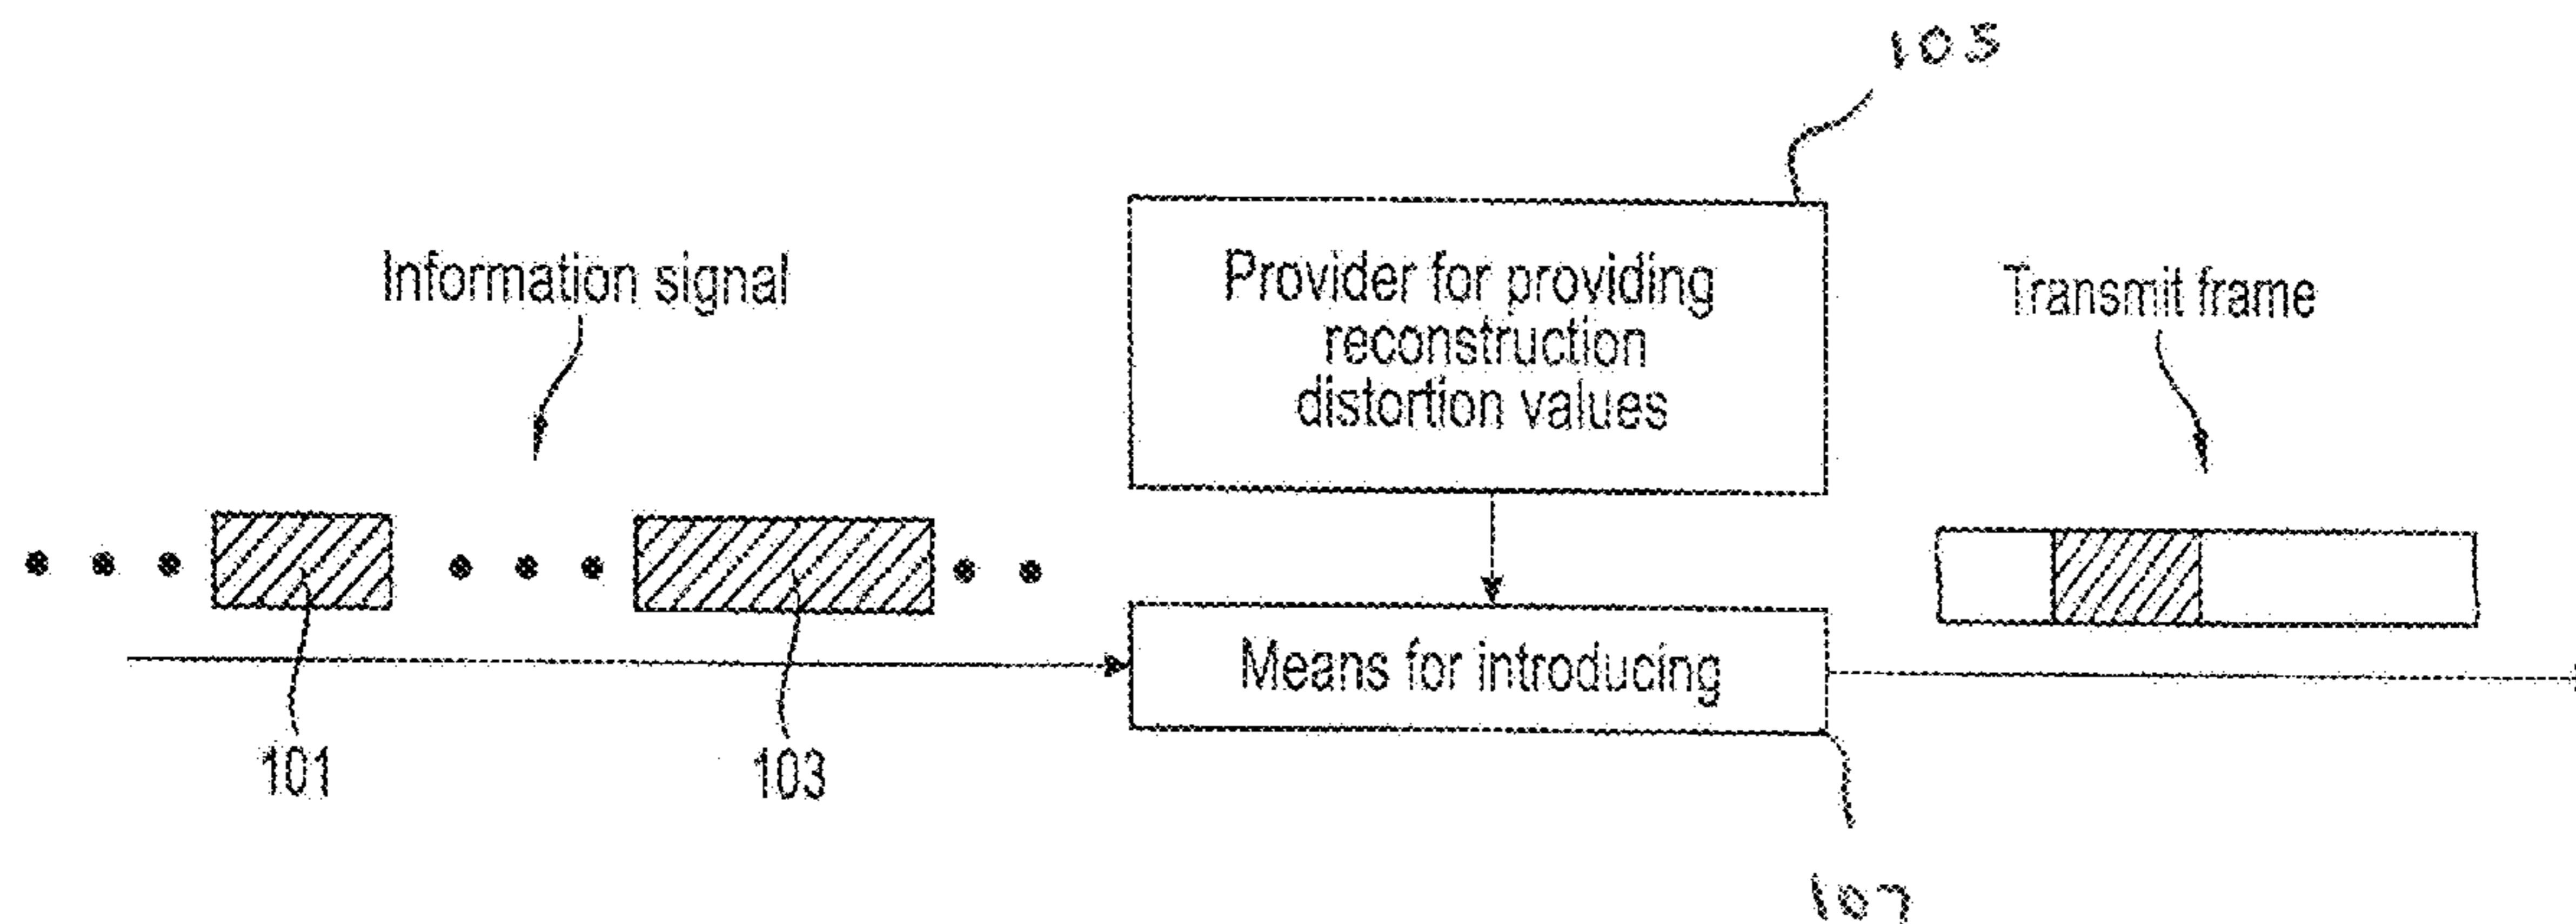 105
Information signal
Provider for providing
reconstruction
distortion values
Transmit frame
Means for introducing
101
103
107